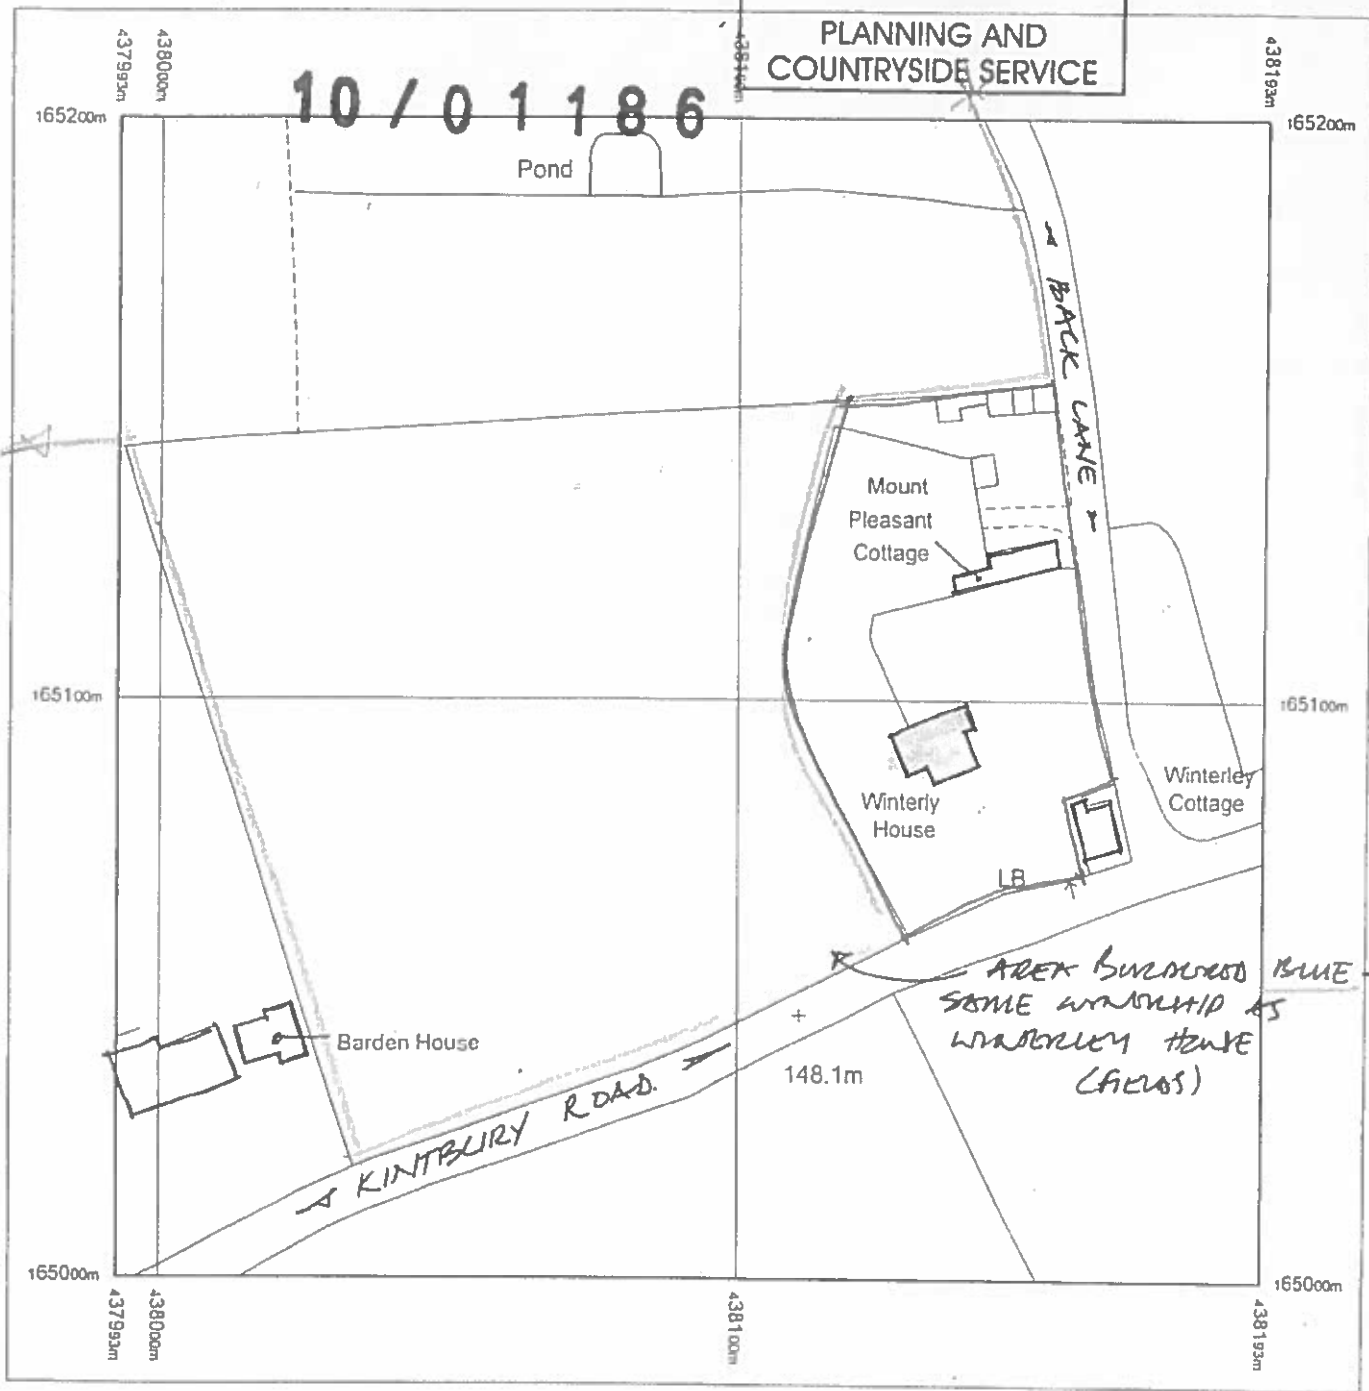 PLANNING AND
COUNTRYSIDE SERVICE
437993m
438000m
438100m
438193m
10 / 01186
165200m
165200m
Pond
BACK LANE
Mount
Pleasant
Cottage
165100m
165100m
Winterly
House
Winterley
Cottage
LB
AREA BORDERED BLUE
SAME OWNERSHIP AS
WINTERLEY HOUSE
(FIELDS)
Barden House
148.1m
KINTBURY ROAD.
165000m
165000m
437993m
438000m
438100m
438193m